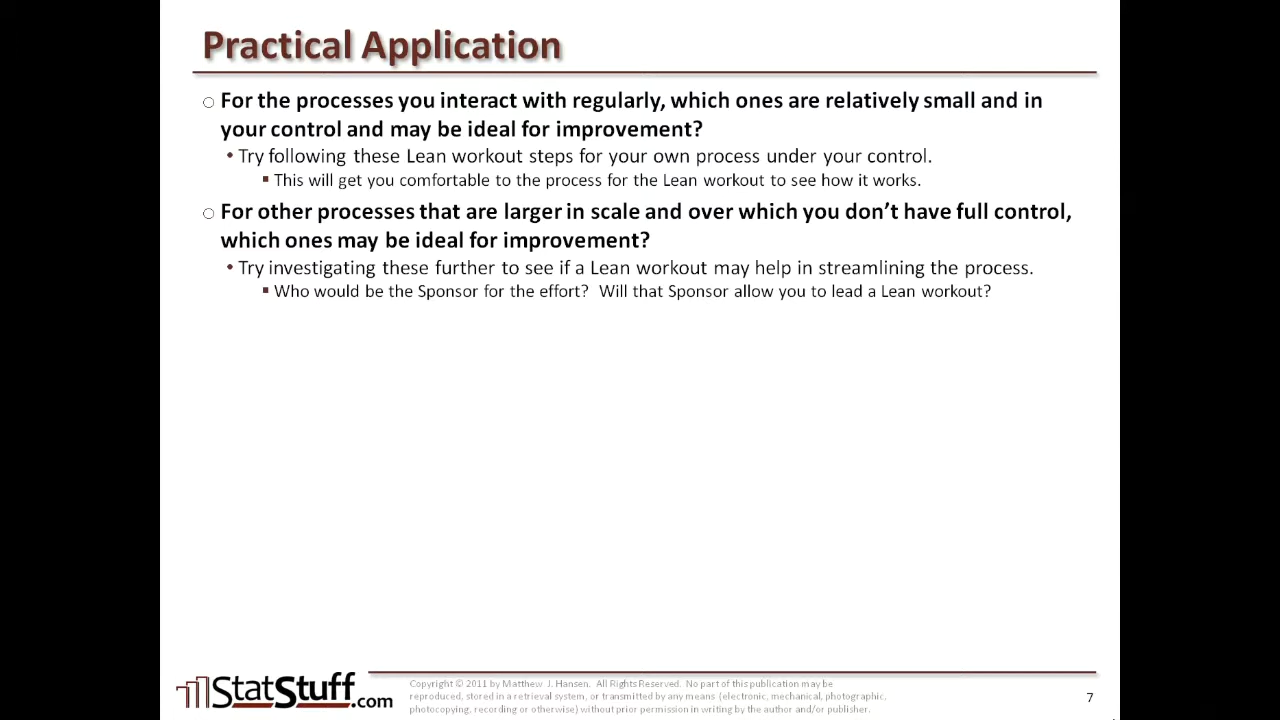 Practical Application
○ For the processes you interact with regularly, which ones are relatively small and in
your control and may be ideal for improvement?
• Try following these Lean workout steps for your own process under your control.
▪ This will get you comfortable to the process for the Lean workout to see how it works.
○ For other processes that are larger in scale and over which you don’t have full control,
which ones may be ideal for improvement?
• Try investigating these further to see if a Lean workout may help in streamlining the process.
▪ Who would be the Sponsor for the effort?  Will that Sponsor allow you to lead a Lean workout?
StatStuff.com
Copyright © 2011 by Matthew J. Hansen. All Rights Reserved. No part of this publication may be
reproduced, stored in a retrieval system, or transmitted by any means (electronic, mechanical, photographic,
photocopying, recording or otherwise) without prior permission in writing by the author and/or publisher.
7